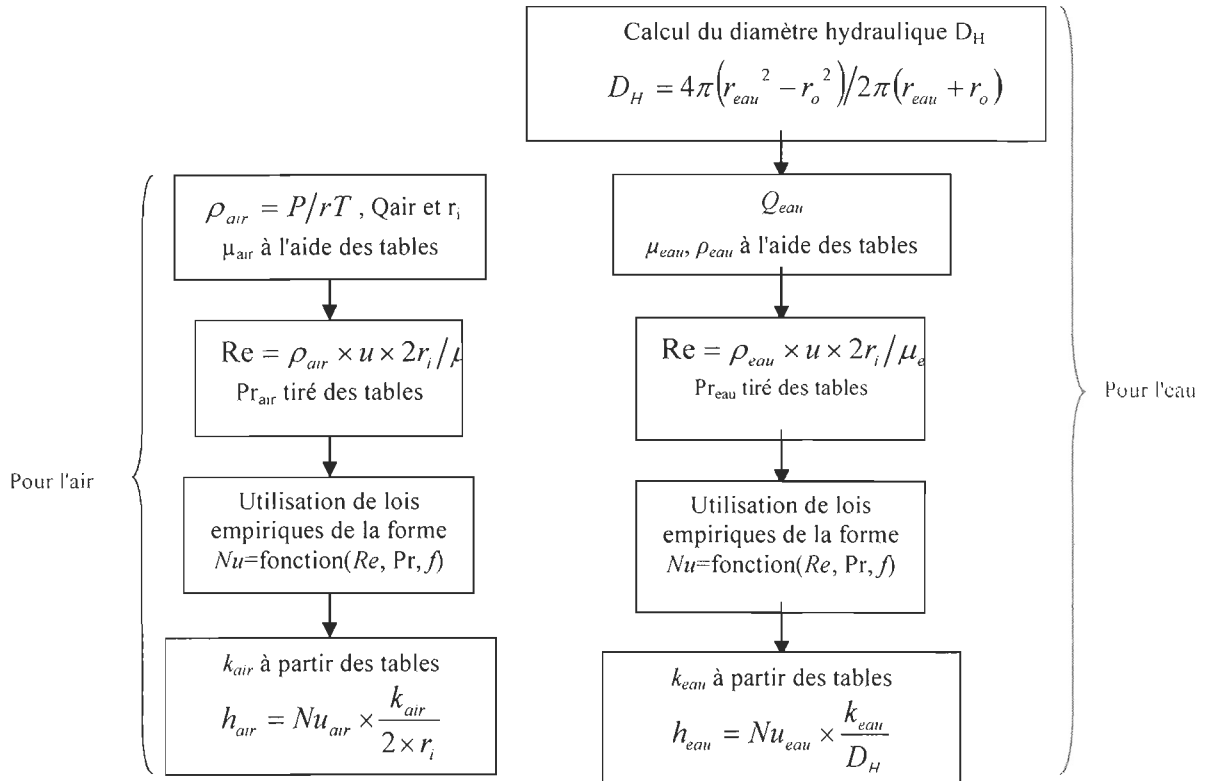 Calcul du diamètre hydraulique D_H
D_H = 4π(r_eau² − r_o²)/2π(r_eau + r_o)
Pour l'air
ρ_air = P/rT , Qair et r_i
μ_air à l'aide des tables
Re = ρ_air × u × 2r_i/μ
Pr_air tiré des tables
Utilisation de lois
empiriques de la forme
Nu=fonction(Re, Pr, f)
k_air à partir des tables
h_air = Nu_air × k_air / (2 × r_i)
Q_eau
μ_eau, ρ_eau à l'aide des tables
Re = ρ_eau × u × 2r_i/μ_e
Pr_eau tiré des tables
Utilisation de lois
empiriques de la forme
Nu=fonction(Re, Pr, f)
k_eau à partir des tables
h_eau = Nu_eau × k_eau / D_H
Pour l'eau